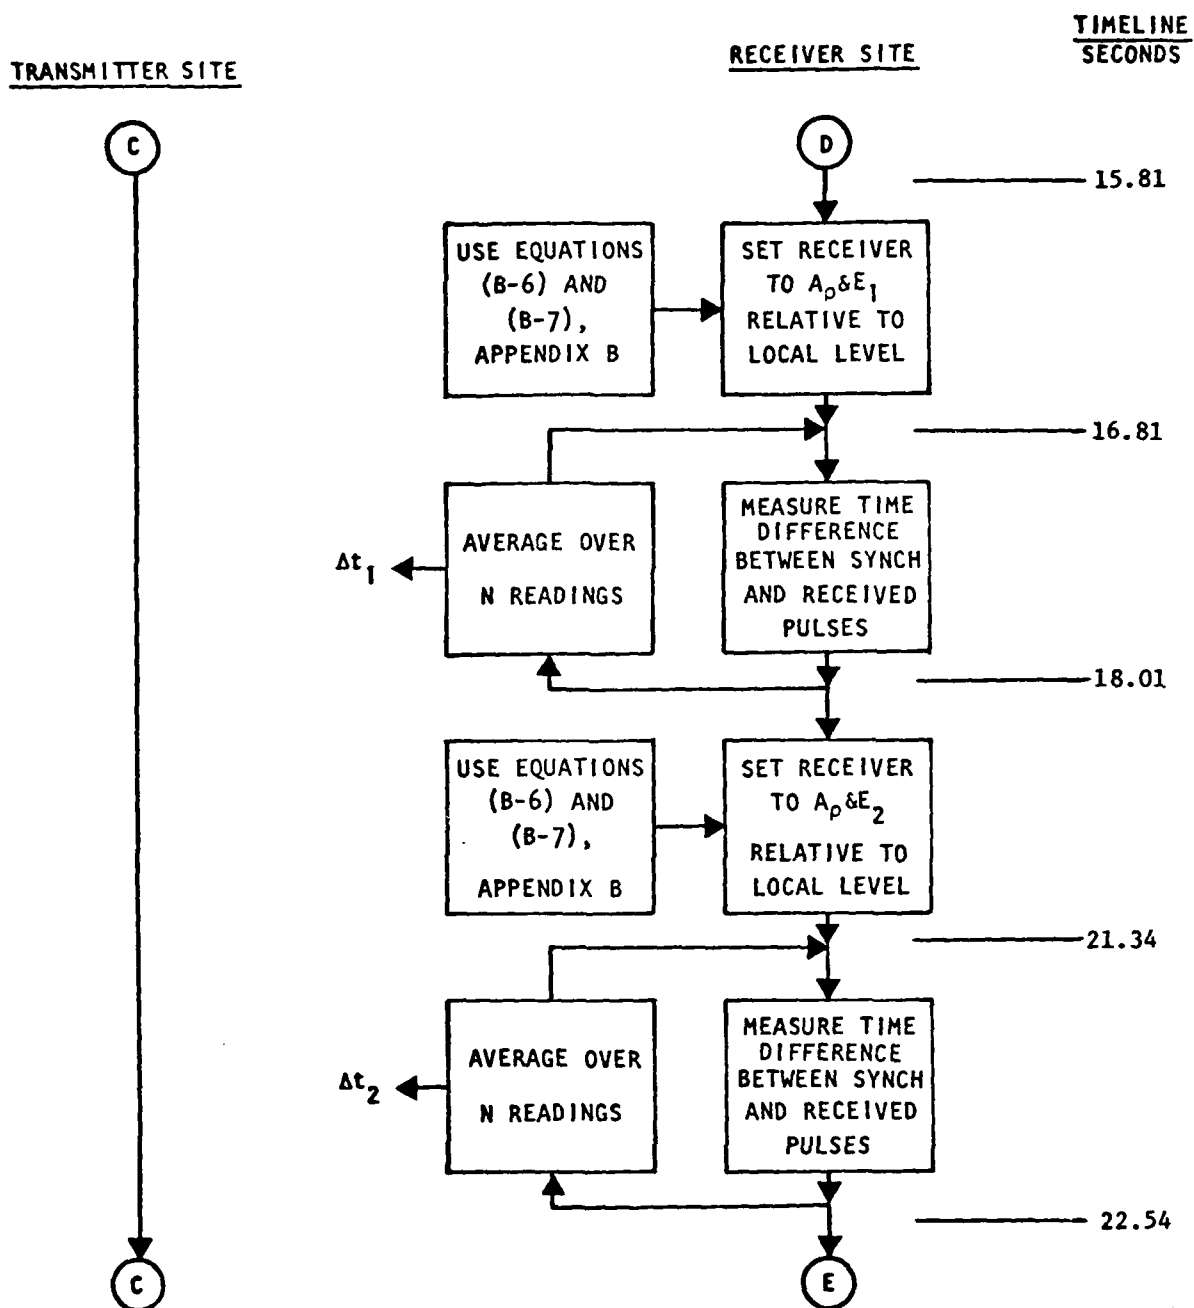 TIMELINE
SECONDS
RECEIVER SITE
TRANSMITTER SITE
C
D
15.81
USE EQUATIONS
(B-6) AND
(B-7),
APPENDIX B
SET RECEIVER
TO Aρ&E1
RELATIVE TO
LOCAL LEVEL
16.81
AVERAGE OVER
N READINGS
Δt1
MEASURE TIME
DIFFERENCE
BETWEEN SYNCH
AND RECEIVED
PULSES
18.01
USE EQUATIONS
(B-6) AND
(B-7),
APPENDIX B
SET RECEIVER
TO Aρ&E2
RELATIVE TO
LOCAL LEVEL
21.34
AVERAGE OVER
N READINGS
Δt2
MEASURE TIME
DIFFERENCE
BETWEEN SYNCH
AND RECEIVED
PULSES
22.54
C
E